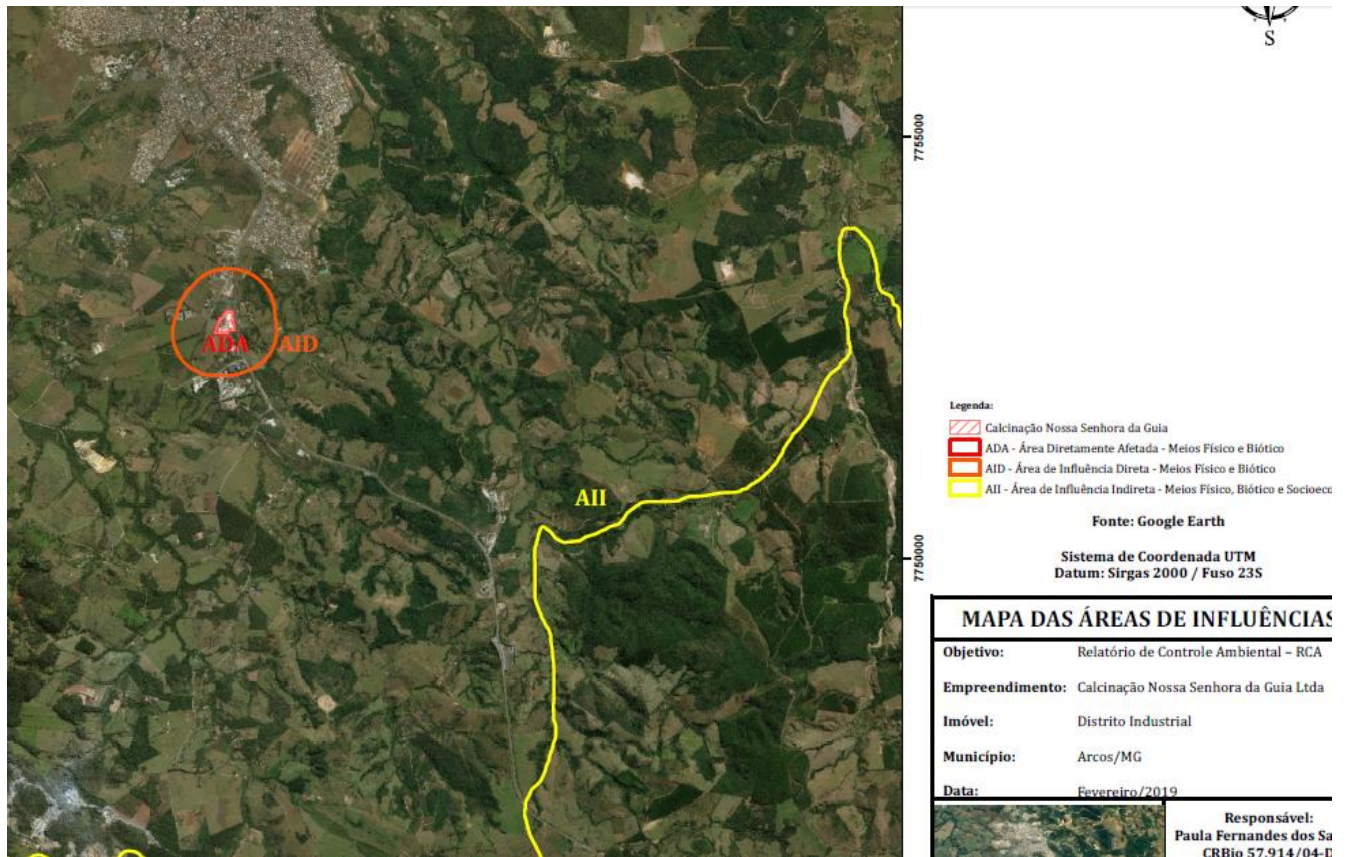 S
7755000
ADA
AID
Legenda:
Calcinação Nossa Senhora da Guia
ADA - Área Diretamente Afetada - Meios Físico e Biótico
AID - Área de Influência Direta - Meios Físico e Biótico
AII - Área de Influência Indireta - Meios Físico, Biótico e Socioeco
AII
Fonte: Google Earth
7750000
Sistema de Coordenada UTM
Datum: Sirgas 2000 / Fuso 23S
MAPA DAS ÁREAS DE INFLUÊNCIAS
Objetivo: Relatório de Controle Ambiental – RCA
Empreendimento: Calcinação Nossa Senhora da Guia Ltda
Imóvel: Distrito Industrial
Município: Arcos/MG
Data: Fevereiro/2019
Responsável:
Paula Fernandes dos Sa
CRBio 57.914/04-D